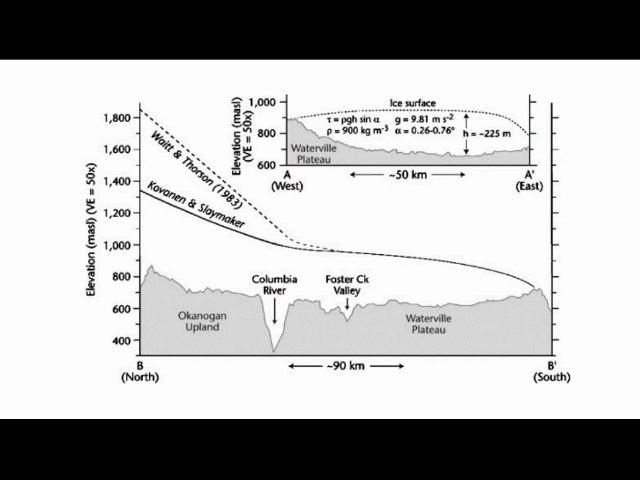 Elevation (masl)
(VE = 50x)
1,000
800
600
Ice surface
τ = ρgh sin α
g = 9.81 m s⁻²
ρ = 900 kg m⁻³
α = 0.26-0.76°
h = ~225 m
Waterville
Plateau
A
(West)
~50 km
A'
(East)
Elevation (masl) (VE = 50x)
1,800
1,600
1,400
1,200
1,000
800
600
400
Waitt & Thorson (1983)
Kovanen & Slaymaker
Columbia
River
Foster Ck
Valley
Okanogan
Upland
Waterville
Plateau
B
(North)
~90 km
B'
(South)